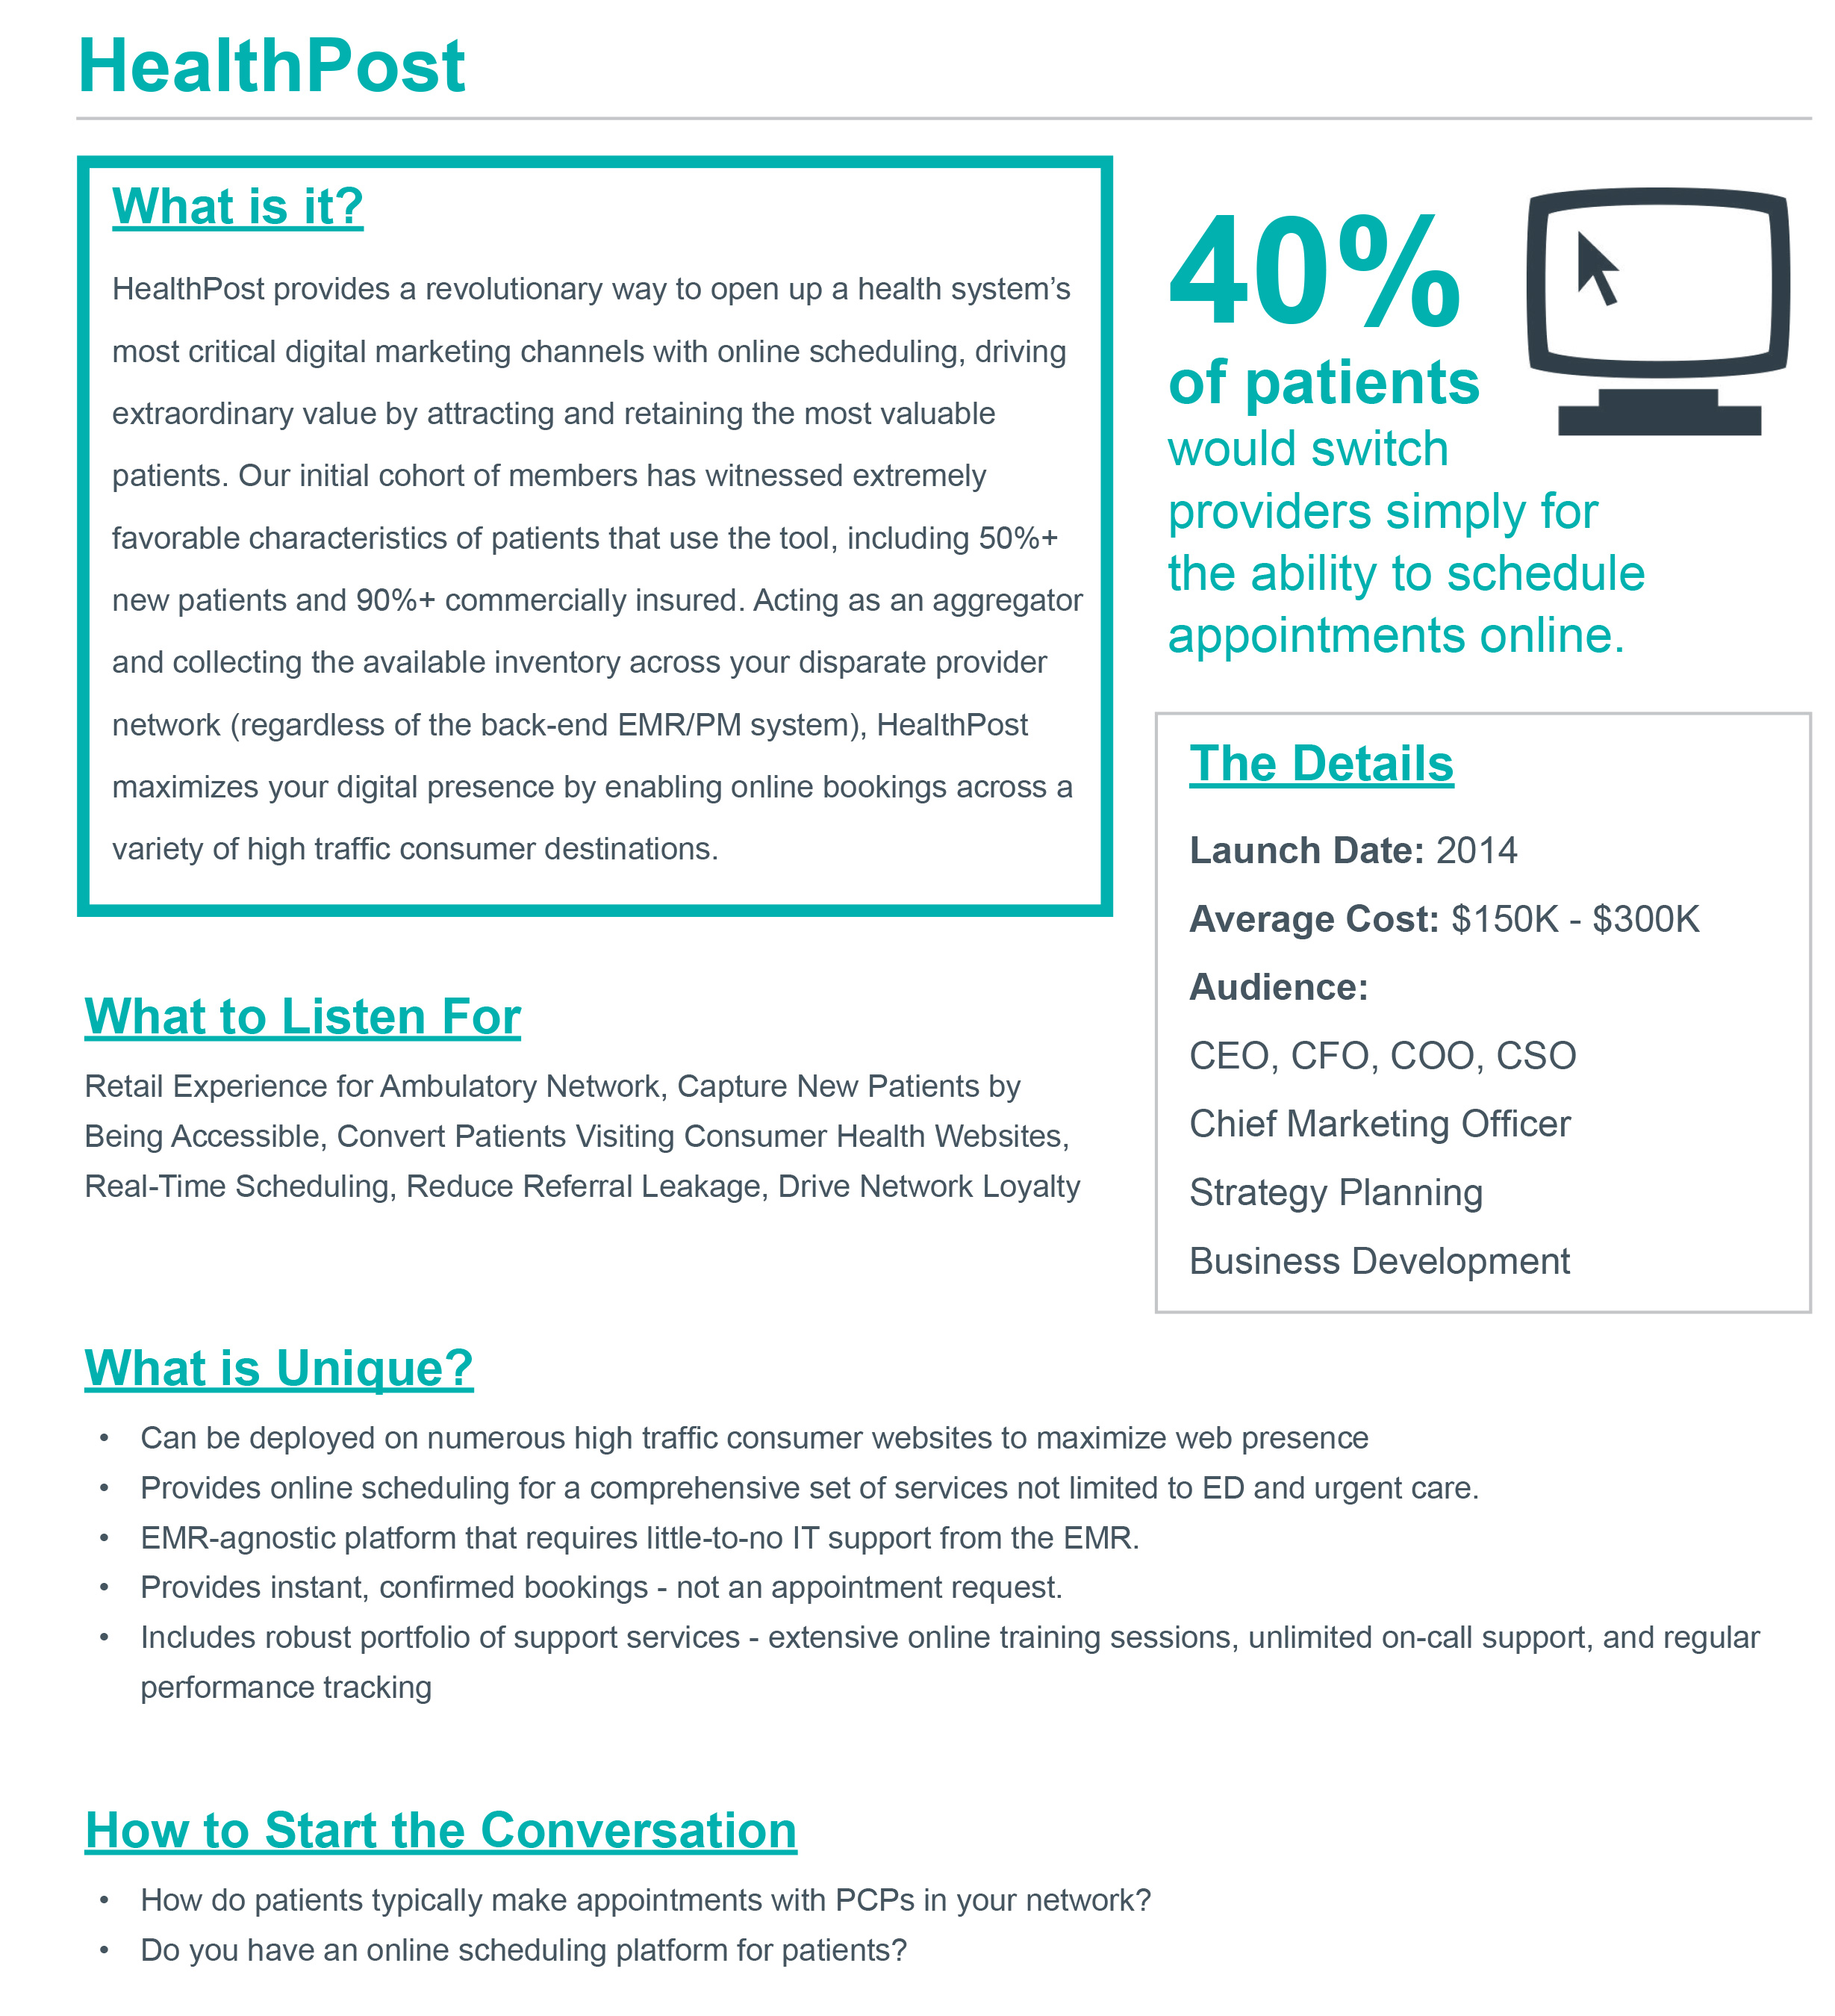 HealthPost
What is it?
HealthPost provides a revolutionary way to open up a health system’s
most critical digital marketing channels with online scheduling, driving
extraordinary value by attracting and retaining the most valuable
patients. Our initial cohort of members has witnessed extremely
favorable characteristics of patients that use the tool, including 50%+
new patients and 90%+ commercially insured. Acting as an aggregator
and collecting the available inventory across your disparate provider
network (regardless of the back-end EMR/PM system), HealthPost
maximizes your digital presence by enabling online bookings across a
variety of high traffic consumer destinations.
40%
of patients
would switch
providers simply for
the ability to schedule
appointments online.
The Details
Launch Date: 2014
Average Cost: $150K - $300K
Audience:
CEO, CFO, COO, CSO
Chief Marketing Officer
Strategy Planning
Business Development
What to Listen For
Retail Experience for Ambulatory Network, Capture New Patients by
Being Accessible, Convert Patients Visiting Consumer Health Websites,
Real-Time Scheduling, Reduce Referral Leakage, Drive Network Loyalty
What is Unique?
• Can be deployed on numerous high traffic consumer websites to maximize web presence
• Provides online scheduling for a comprehensive set of services not limited to ED and urgent care.
• EMR-agnostic platform that requires little-to-no IT support from the EMR.
• Provides instant, confirmed bookings - not an appointment request.
• Includes robust portfolio of support services - extensive online training sessions, unlimited on-call support, and regular
performance tracking
How to Start the Conversation
• How do patients typically make appointments with PCPs in your network?
• Do you have an online scheduling platform for patients?